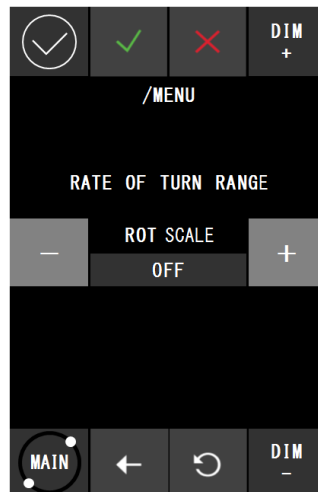 DIM
+
/MENU
RATE OF TURN RANGE
ROT SCALE
− OFF +
MAIN
DIM
−